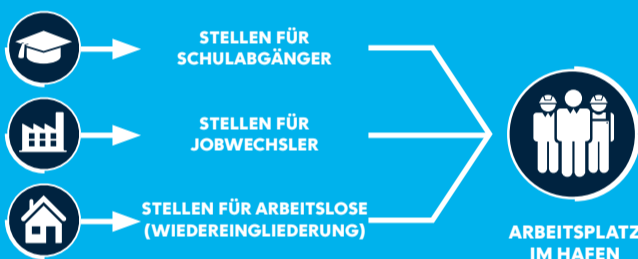 STELLEN FÜR
SCHULABGÄNGER
STELLEN FÜR
JOBWECHSLER
STELLEN FÜR ARBEITSLOSE
(WIEDEREINGLIEDERUNG)
ARBEITSPLATZ
IM HAFEN